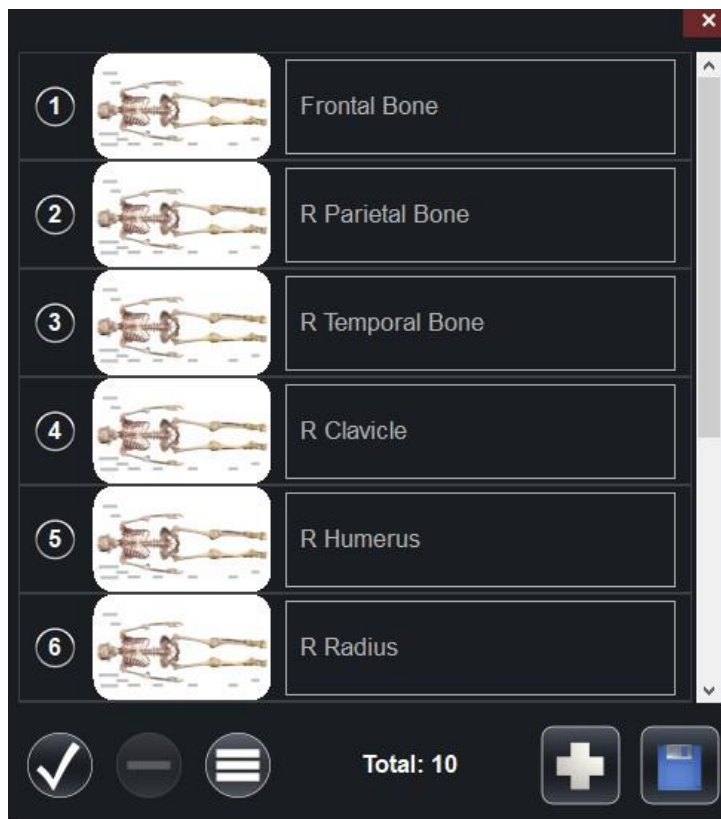 ×
1 Frontal Bone
2 R Parietal Bone
3 R Temporal Bone
4 R Clavicle
5 R Humerus
6 R Radius
Total: 10